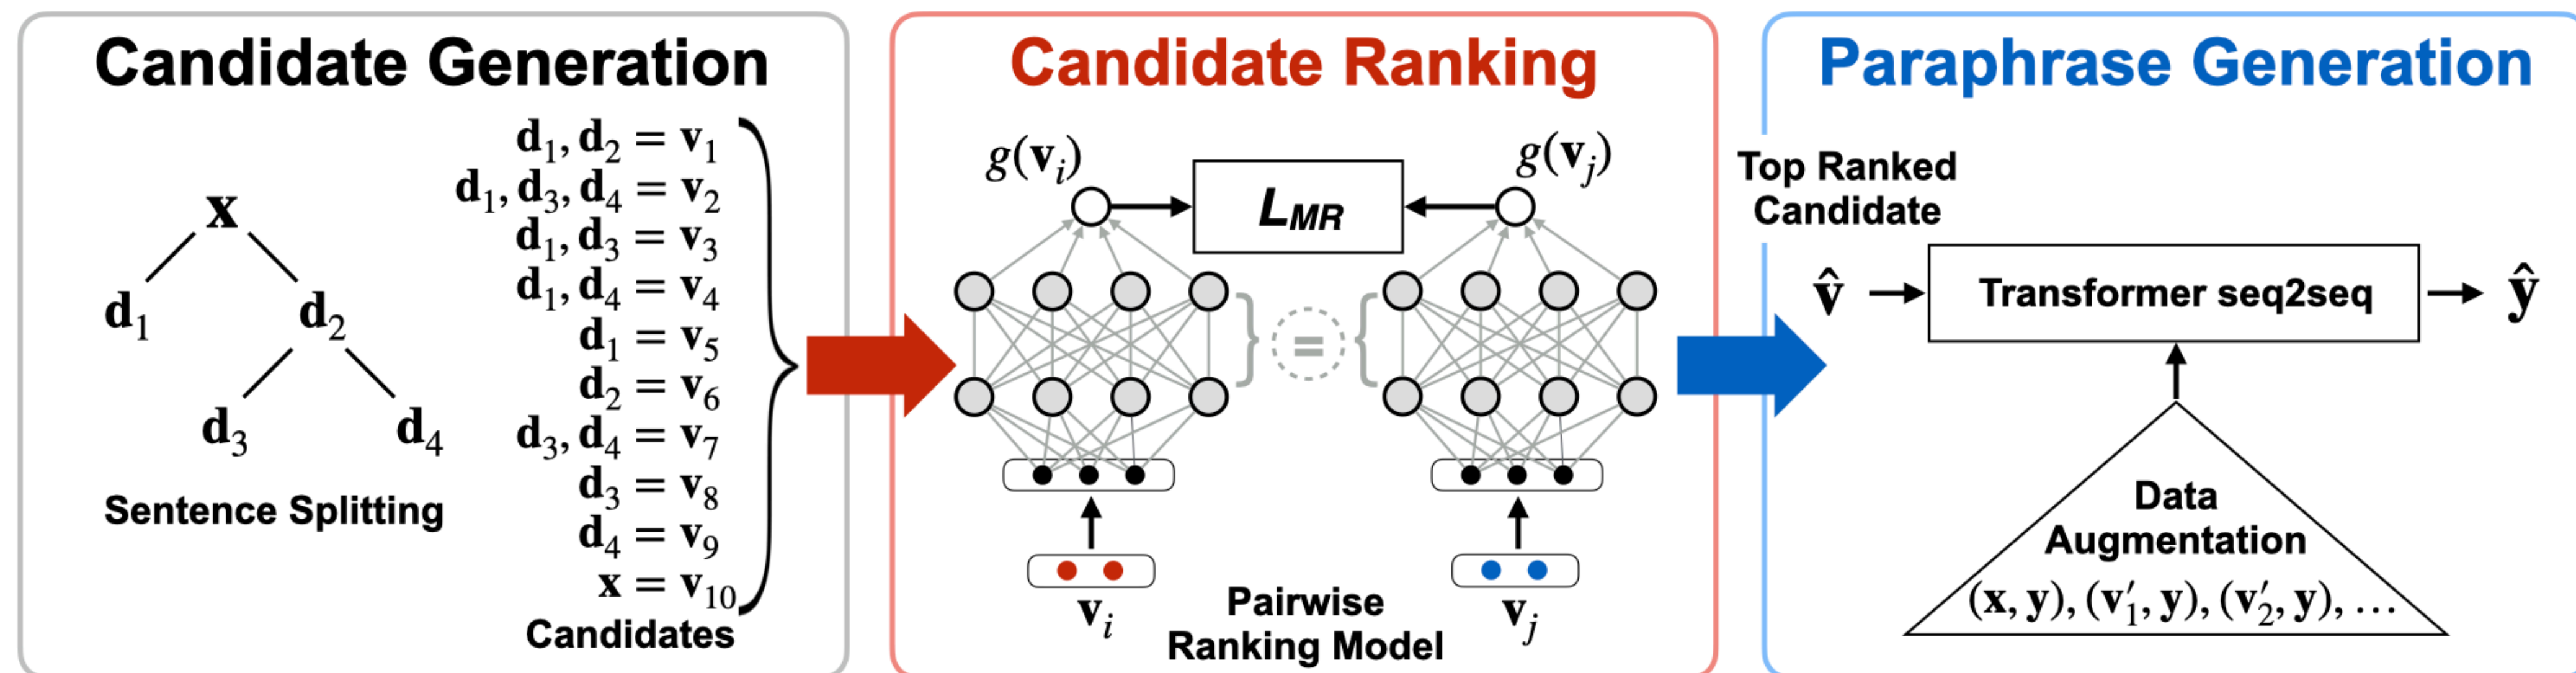 Candidate Generation
x
d₁
d₂
d₃
d₄
Sentence Splitting
d₁, d₂ = v₁
d₁, d₃, d₄ = v₂
d₁, d₃ = v₃
d₁, d₄ = v₄
d₁ = v₅
d₂ = v₆
d₃, d₄ = v₇
d₃ = v₈
d₄ = v₉
x = v₁₀
Candidates
Candidate Ranking
g(vᵢ)
L_MR
g(vⱼ)
=
vᵢ
Pairwise
Ranking Model
vⱼ
Paraphrase Generation
Top Ranked
Candidate
v̂
Transformer seq2seq
ŷ
Data
Augmentation
(x, y), (v′₁, y), (v′₂, y), …